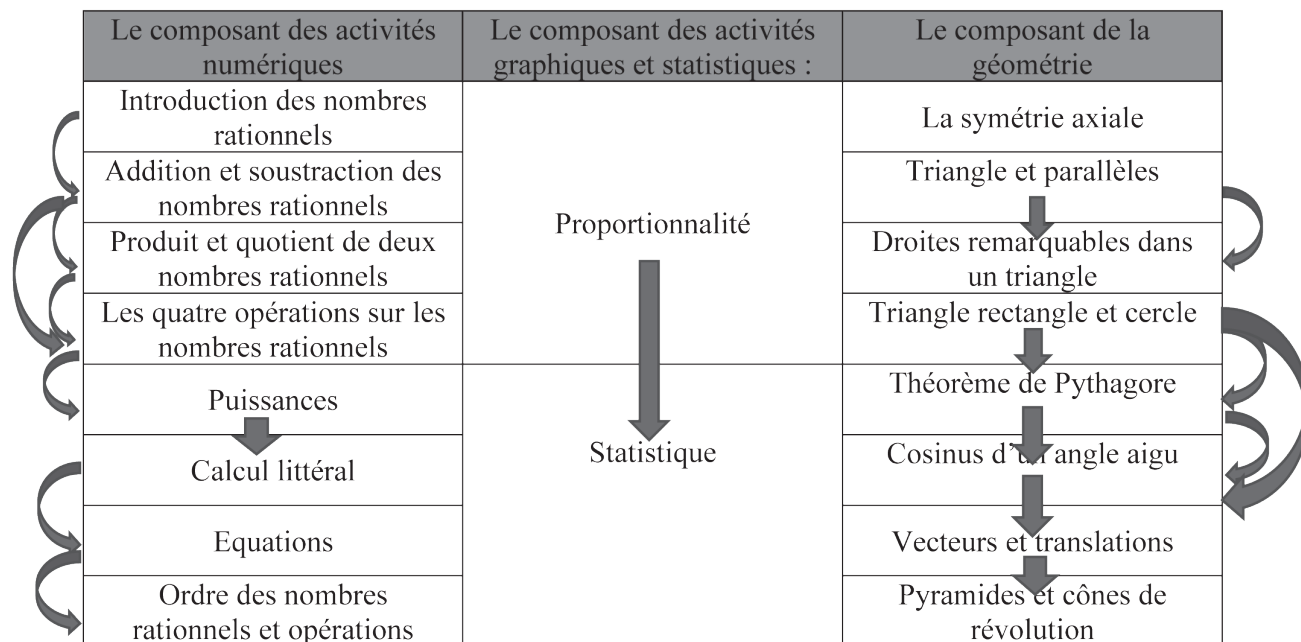 Le composant des activités
numériques
Le composant des activités
graphiques et statistiques :
Le composant de la
géométrie
Introduction des nombres
rationnels
Addition et soustraction des
nombres rationnels
Produit et quotient de deux
nombres rationnels
Les quatre opérations sur les
nombres rationnels
Puissances
Calcul littéral
Equations
Ordre des nombres
rationnels et opérations
Proportionnalité
Statistique
La symétrie axiale
Triangle et parallèles
Droites remarquables dans
un triangle
Triangle rectangle et cercle
Théorème de Pythagore
Cosinus d'un angle aigu
Vecteurs et translations
Pyramides et cônes de
révolution